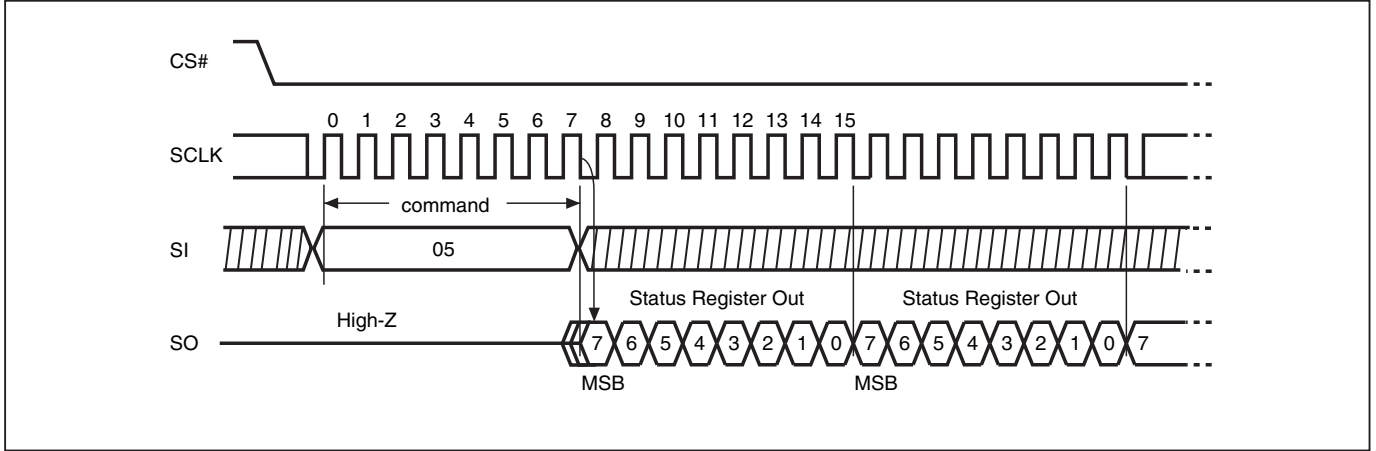 CS#
0 1 2 3 4 5 6 7 8 9 10 11 12 13 14 15
SCLK
command
SI
05
Status Register Out Status Register Out
High-Z
SO
7 6 5 4 3 2 1 0 7 6 5 4 3 2 1 0 7
MSB MSB